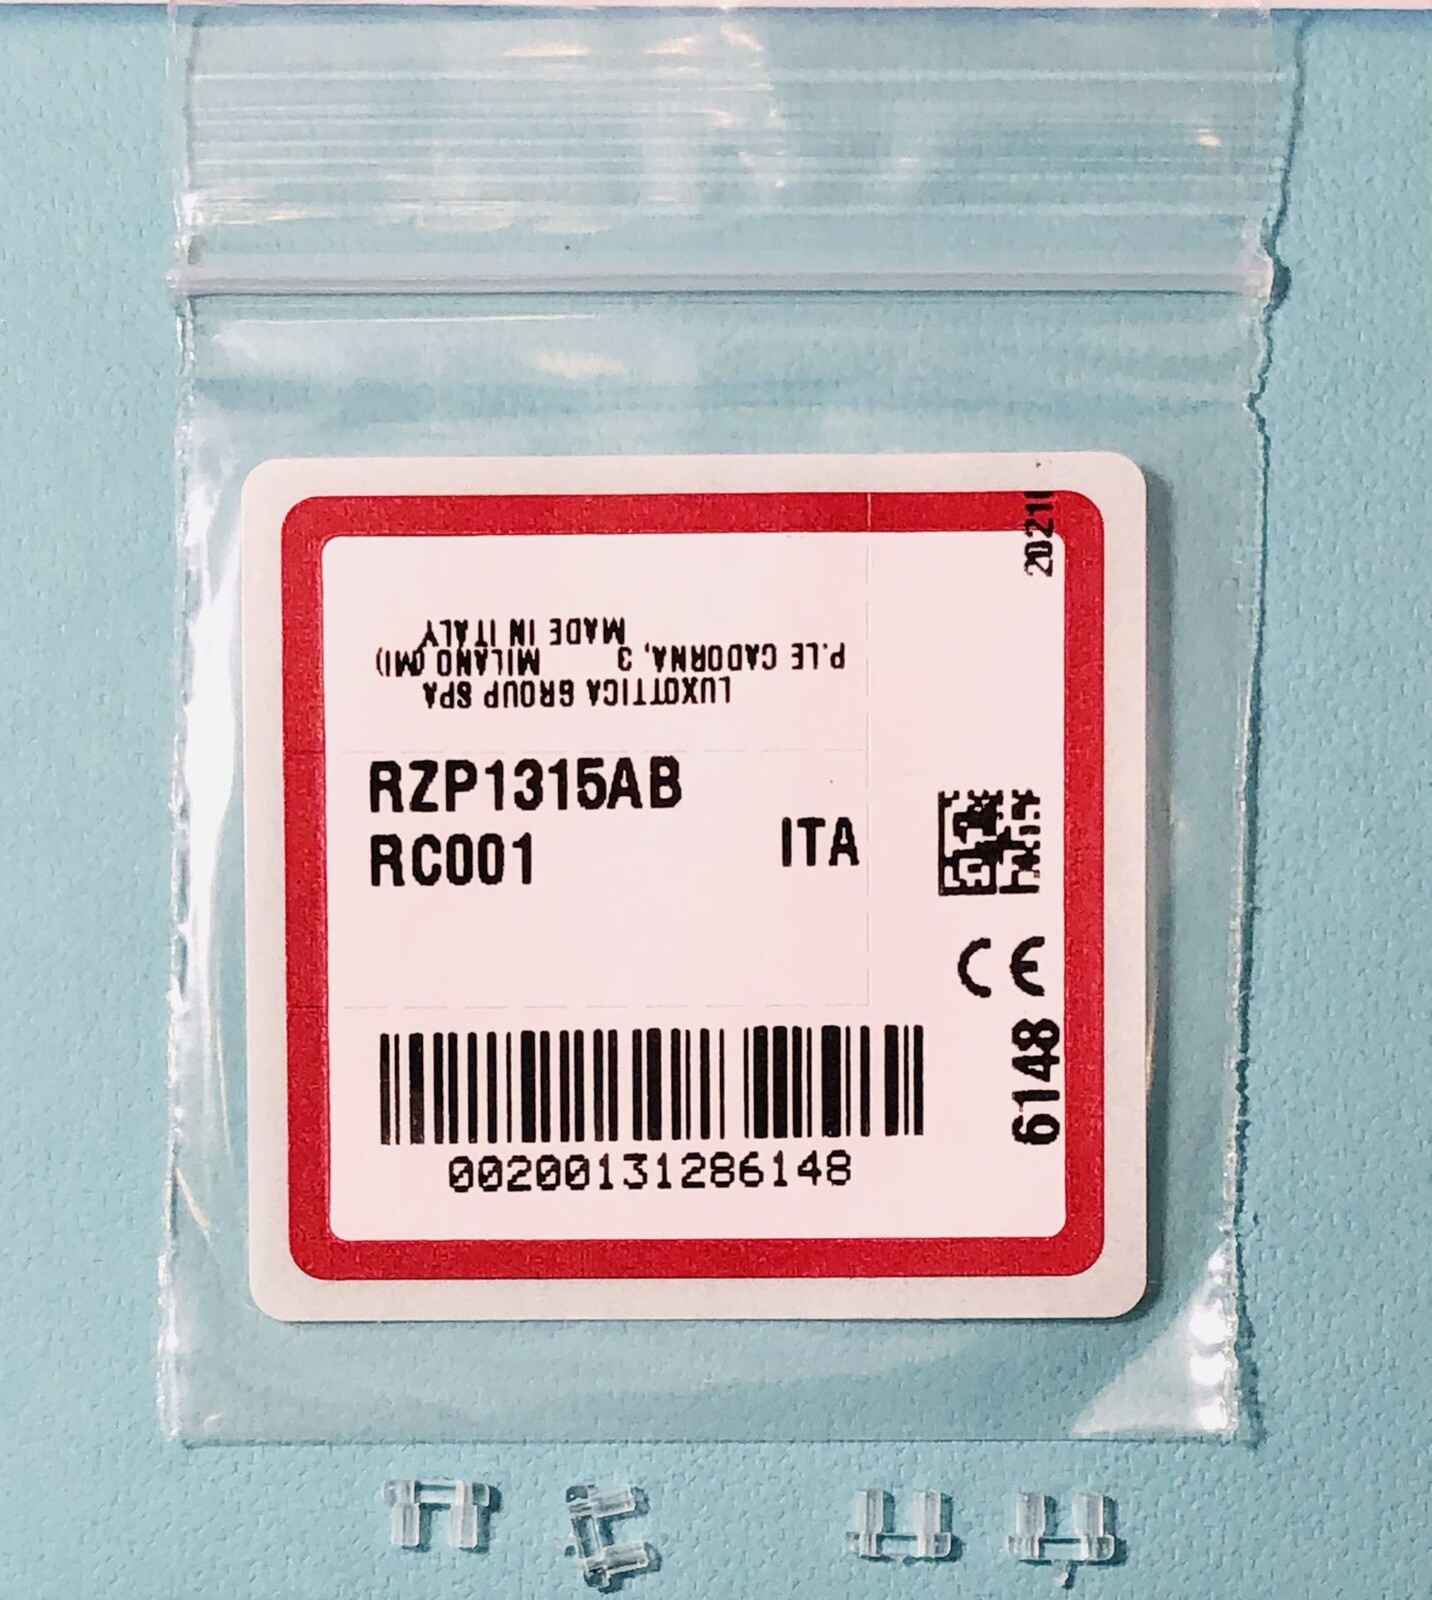 LUXOTTICA GROUP SPA
P.LE CADORNA, 3 MILANO (MI)
MADE IN ITALY
RZP1315AB
RC001
ITA
CE
6148
00200131286148